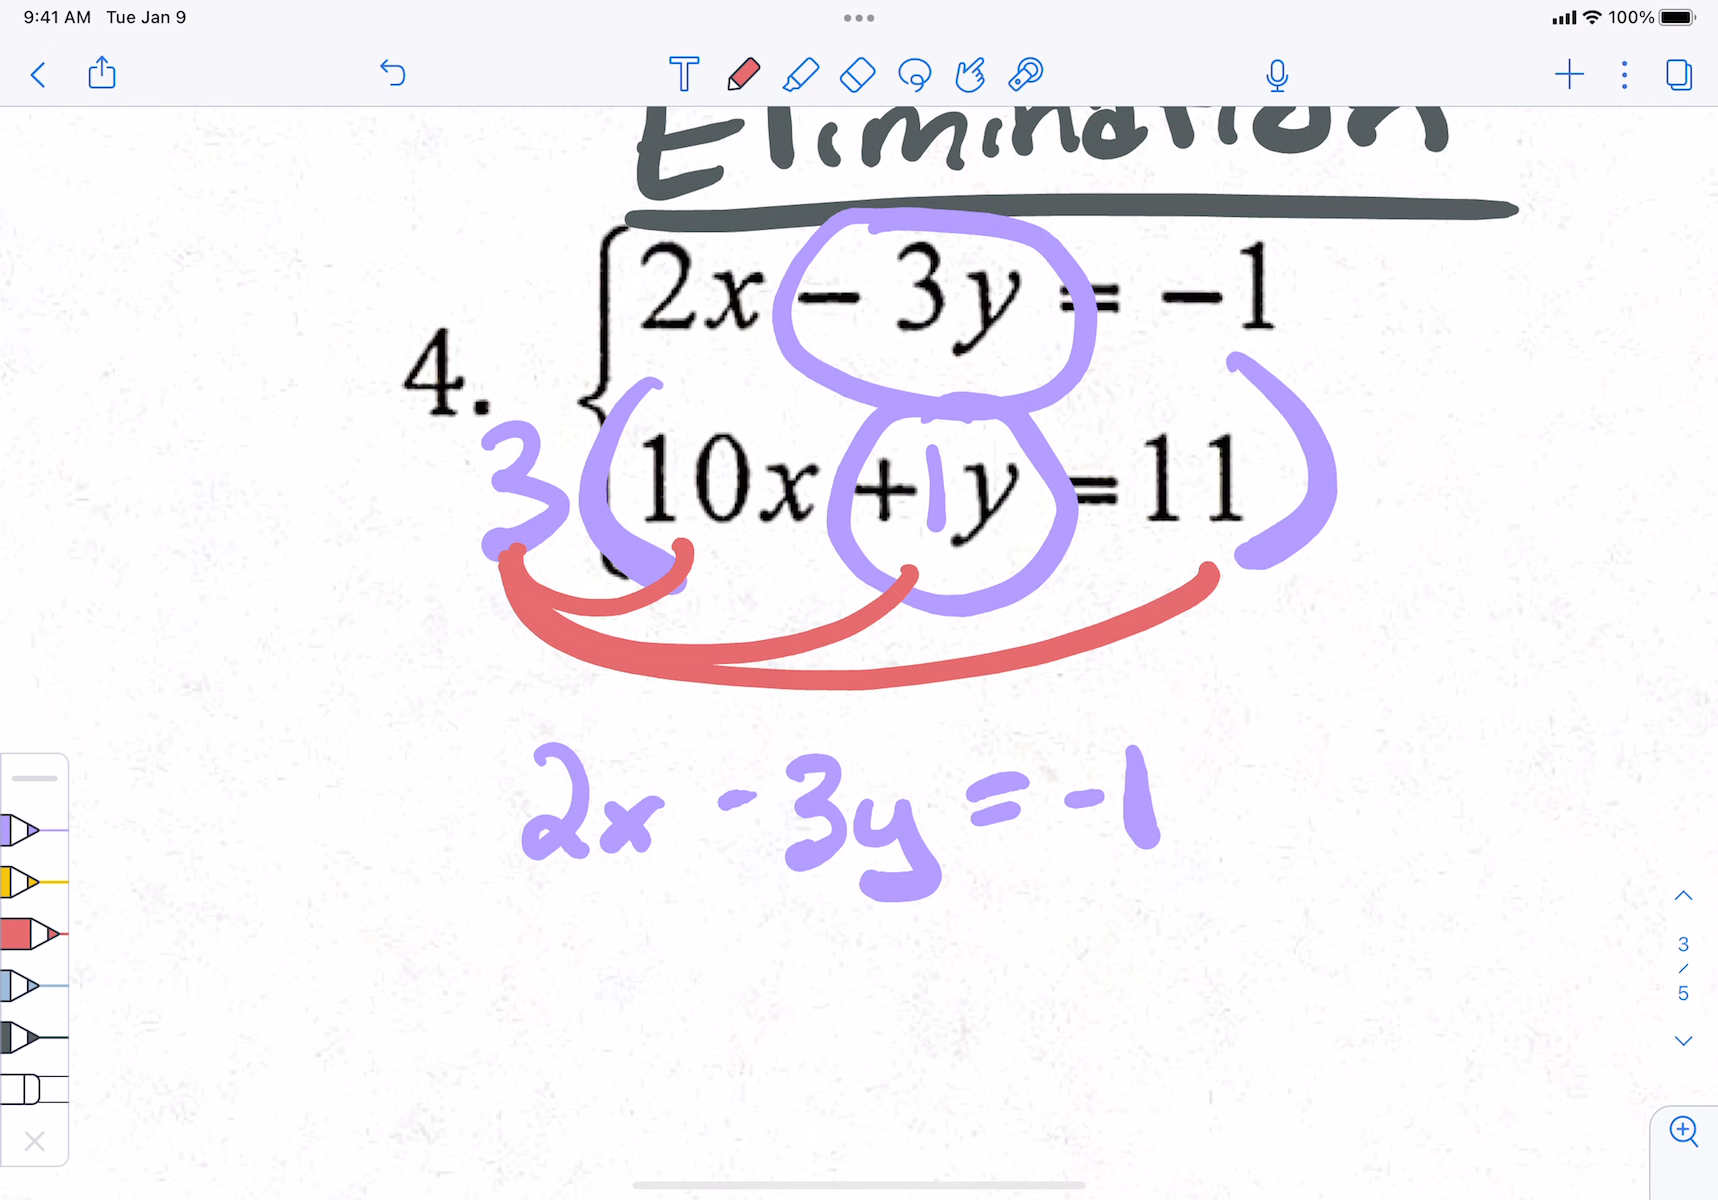 9:41 AM Tue Jan 9
100%
T
Elimination
4.
2x − 3y = −1
3(10x + 1y = 11)
2x - 3y = -1
3
/
5